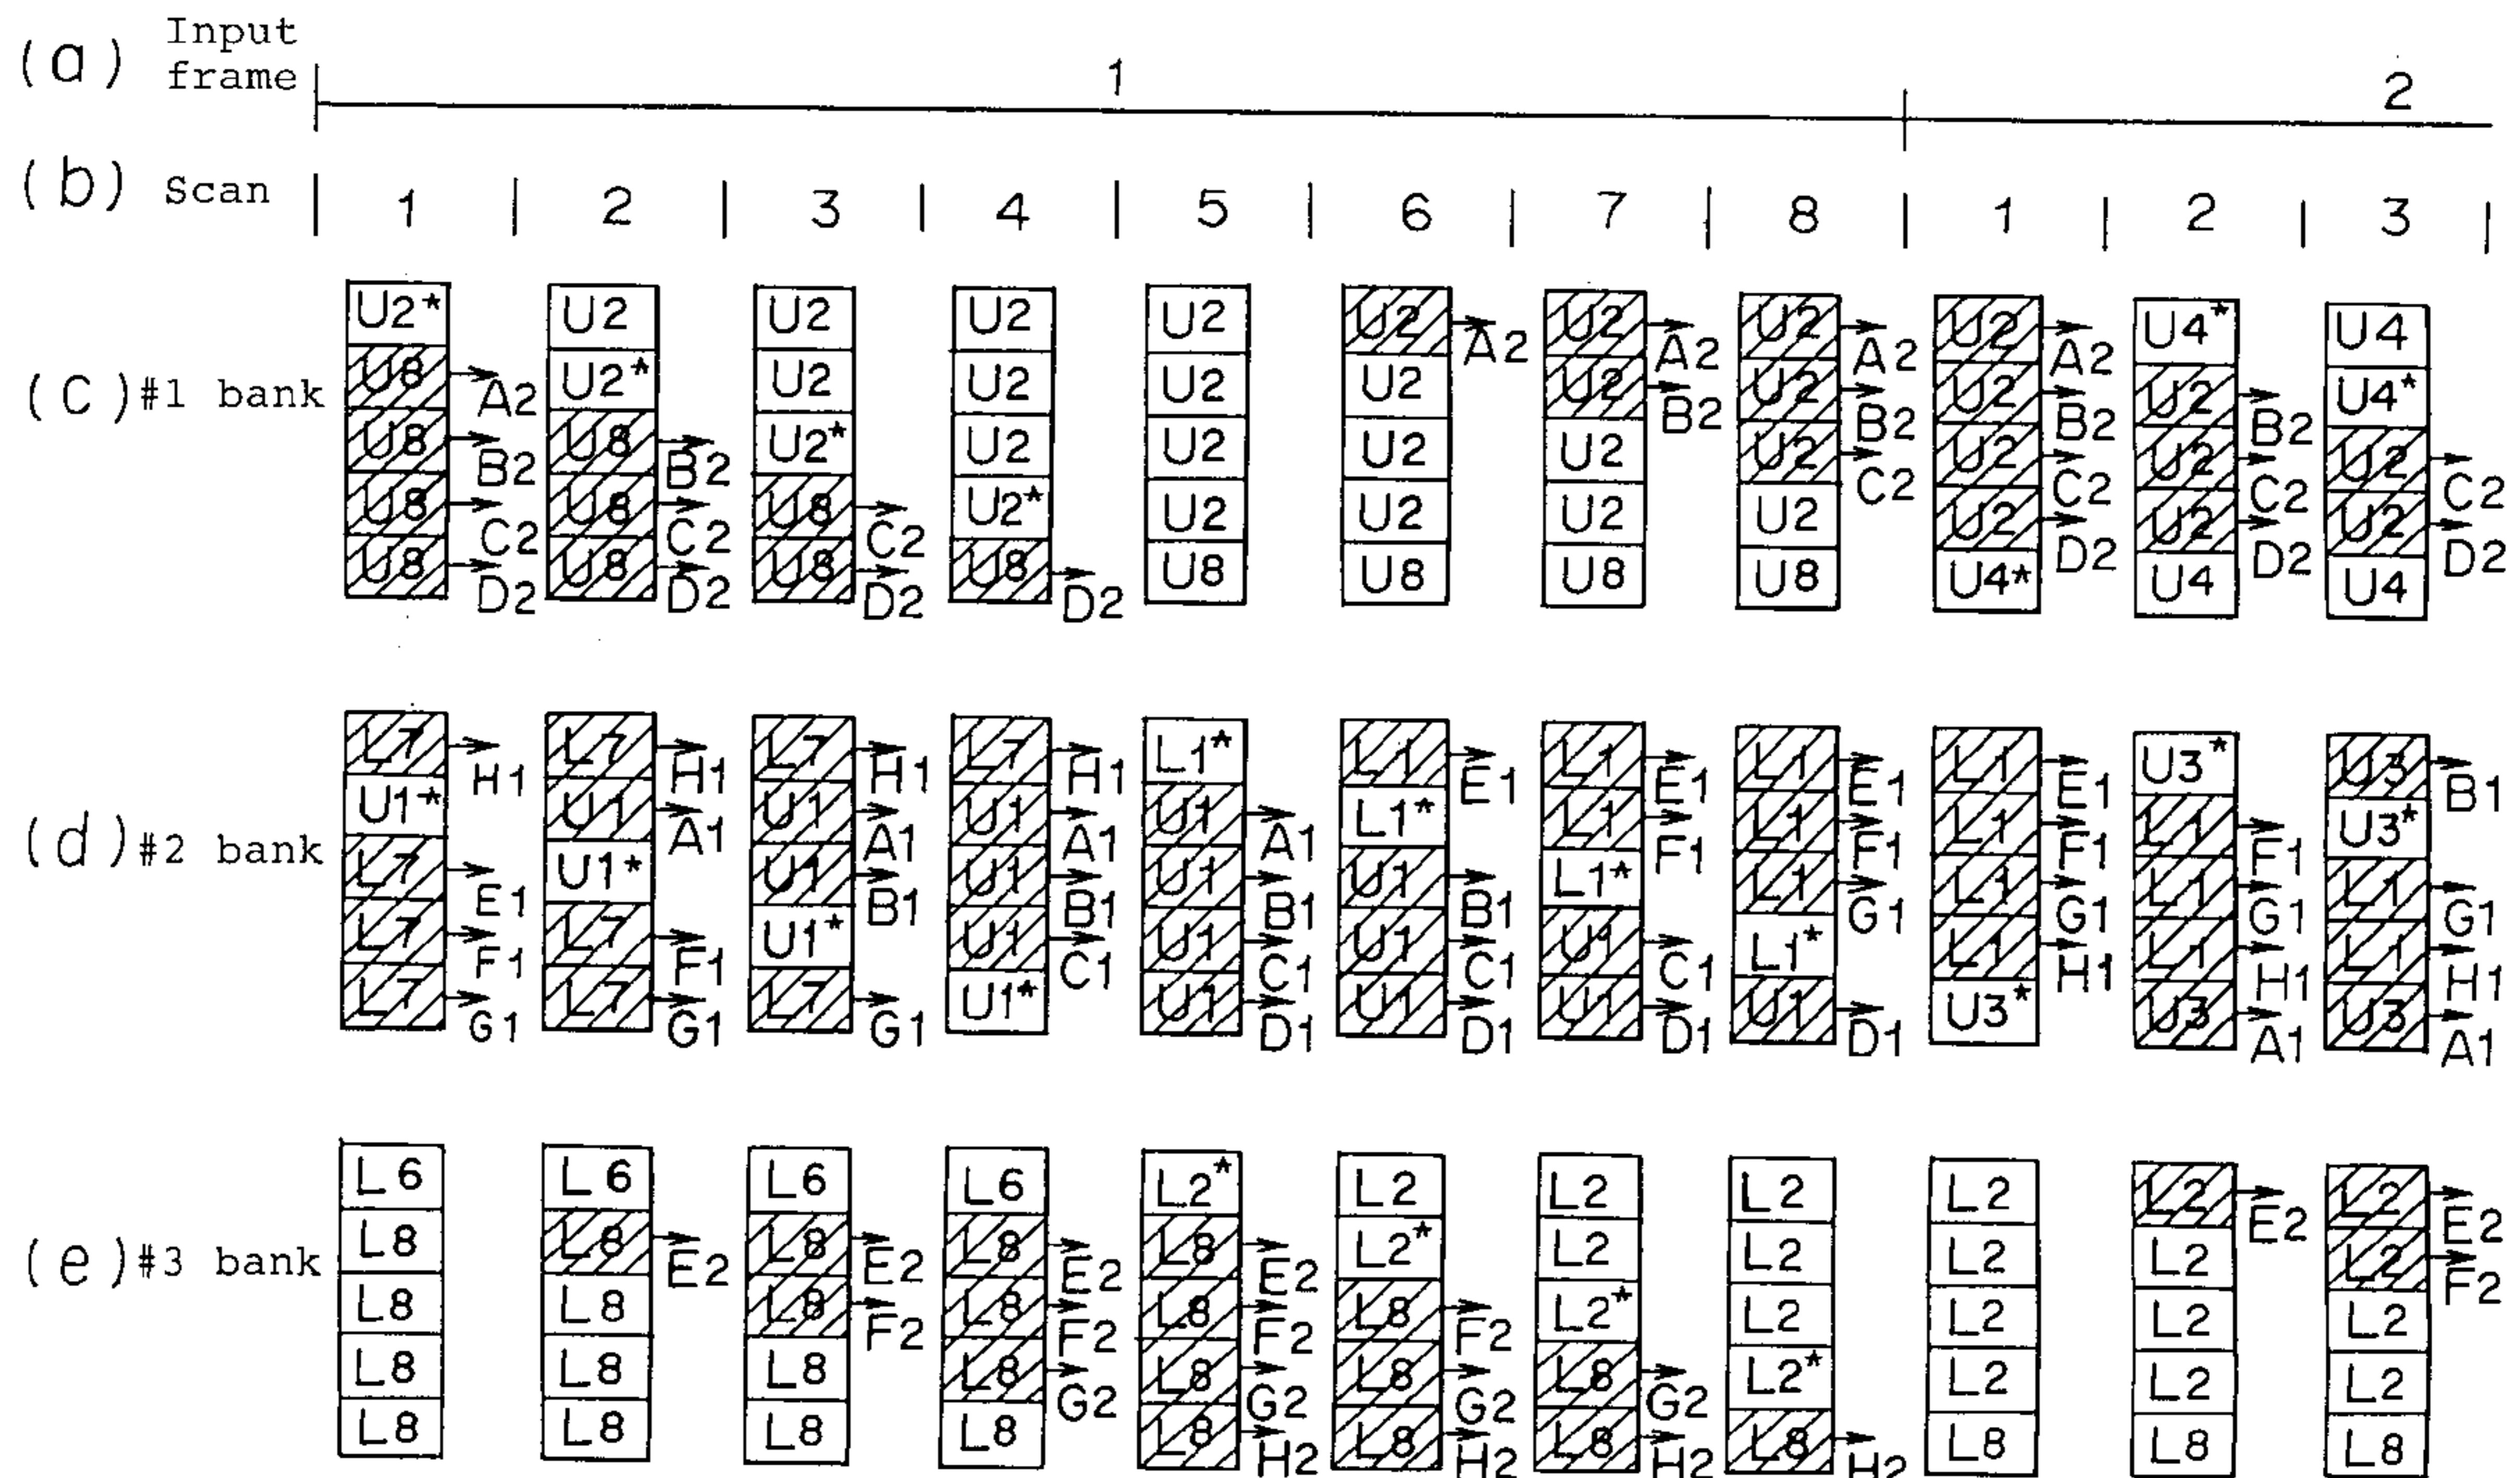 (a) Input frame 1 2
(b) Scan 1 2 3 4 5 6 7 8 1 2 3
(c) #1 bank
U2* U2 U2 U2 U2 U2 A2 U2 A2 U2 A2 U2 A2 U4* U4
U8 A2 U2* U2 U2 U2 U2 U2 B2 U2 B2 U2 B2 U2 B2 U4*
U8 B2 U8 B2 U2* U2 U2 U2 U2 U2 C2 U2 C2 U2 C2 U2 C2
U8 C2 U8 C2 U8 C2 U2* U2 U2 U2 U2 U2 D2 U2 D2 U2 D2
U8 D2 U8 D2 U8 D2 U8 D2 U8 U8 U8 U8 U4* U4 U4
(d) #2 bank
L7 H1 L7 H1 L7 H1 L7 H1 L1* L1 E1 L1 E1 L1 E1 L1 E1 U3* U3 B1
U1* U1 A1 U1 A1 U1 A1 U1 A1 L1* L1 F1 L1 F1 L1 F1 L1 F1 U3*
L7 E1 U1* U1 B1 U1 B1 U1 B1 U1 B1 L1* L1 G1 L1 G1 L1 G1 L1 G1
L7 F1 L7 F1 U1* U1 C1 U1 C1 U1 C1 U1 C1 L1* L1 H1 L1 H1 L1 H1
L7 G1 L7 G1 L7 G1 U1* U1 D1 U1 D1 U1 D1 U1 D1 U3* U3 A1 U3 A1
(e) #3 bank
L6 L6 L6 L6 L2* L2 L2 L2 L2 L2 E2 L2 E2
L8 L8 E2 L8 E2 L8 E2 L8 E2 L2* L2 L2 L2 L2 L2 F2
L8 L8 L8 F2 L8 F2 L8 F2 L8 F2 L2* L2 L2 L2 L2
L8 L8 L8 L8 G2 L8 G2 L8 G2 L8 G2 L2* L2 L2 L2
L8 L8 L8 L8 L8 H2 L8 H2 L8 H2 L8 H2 L8 L8 L8